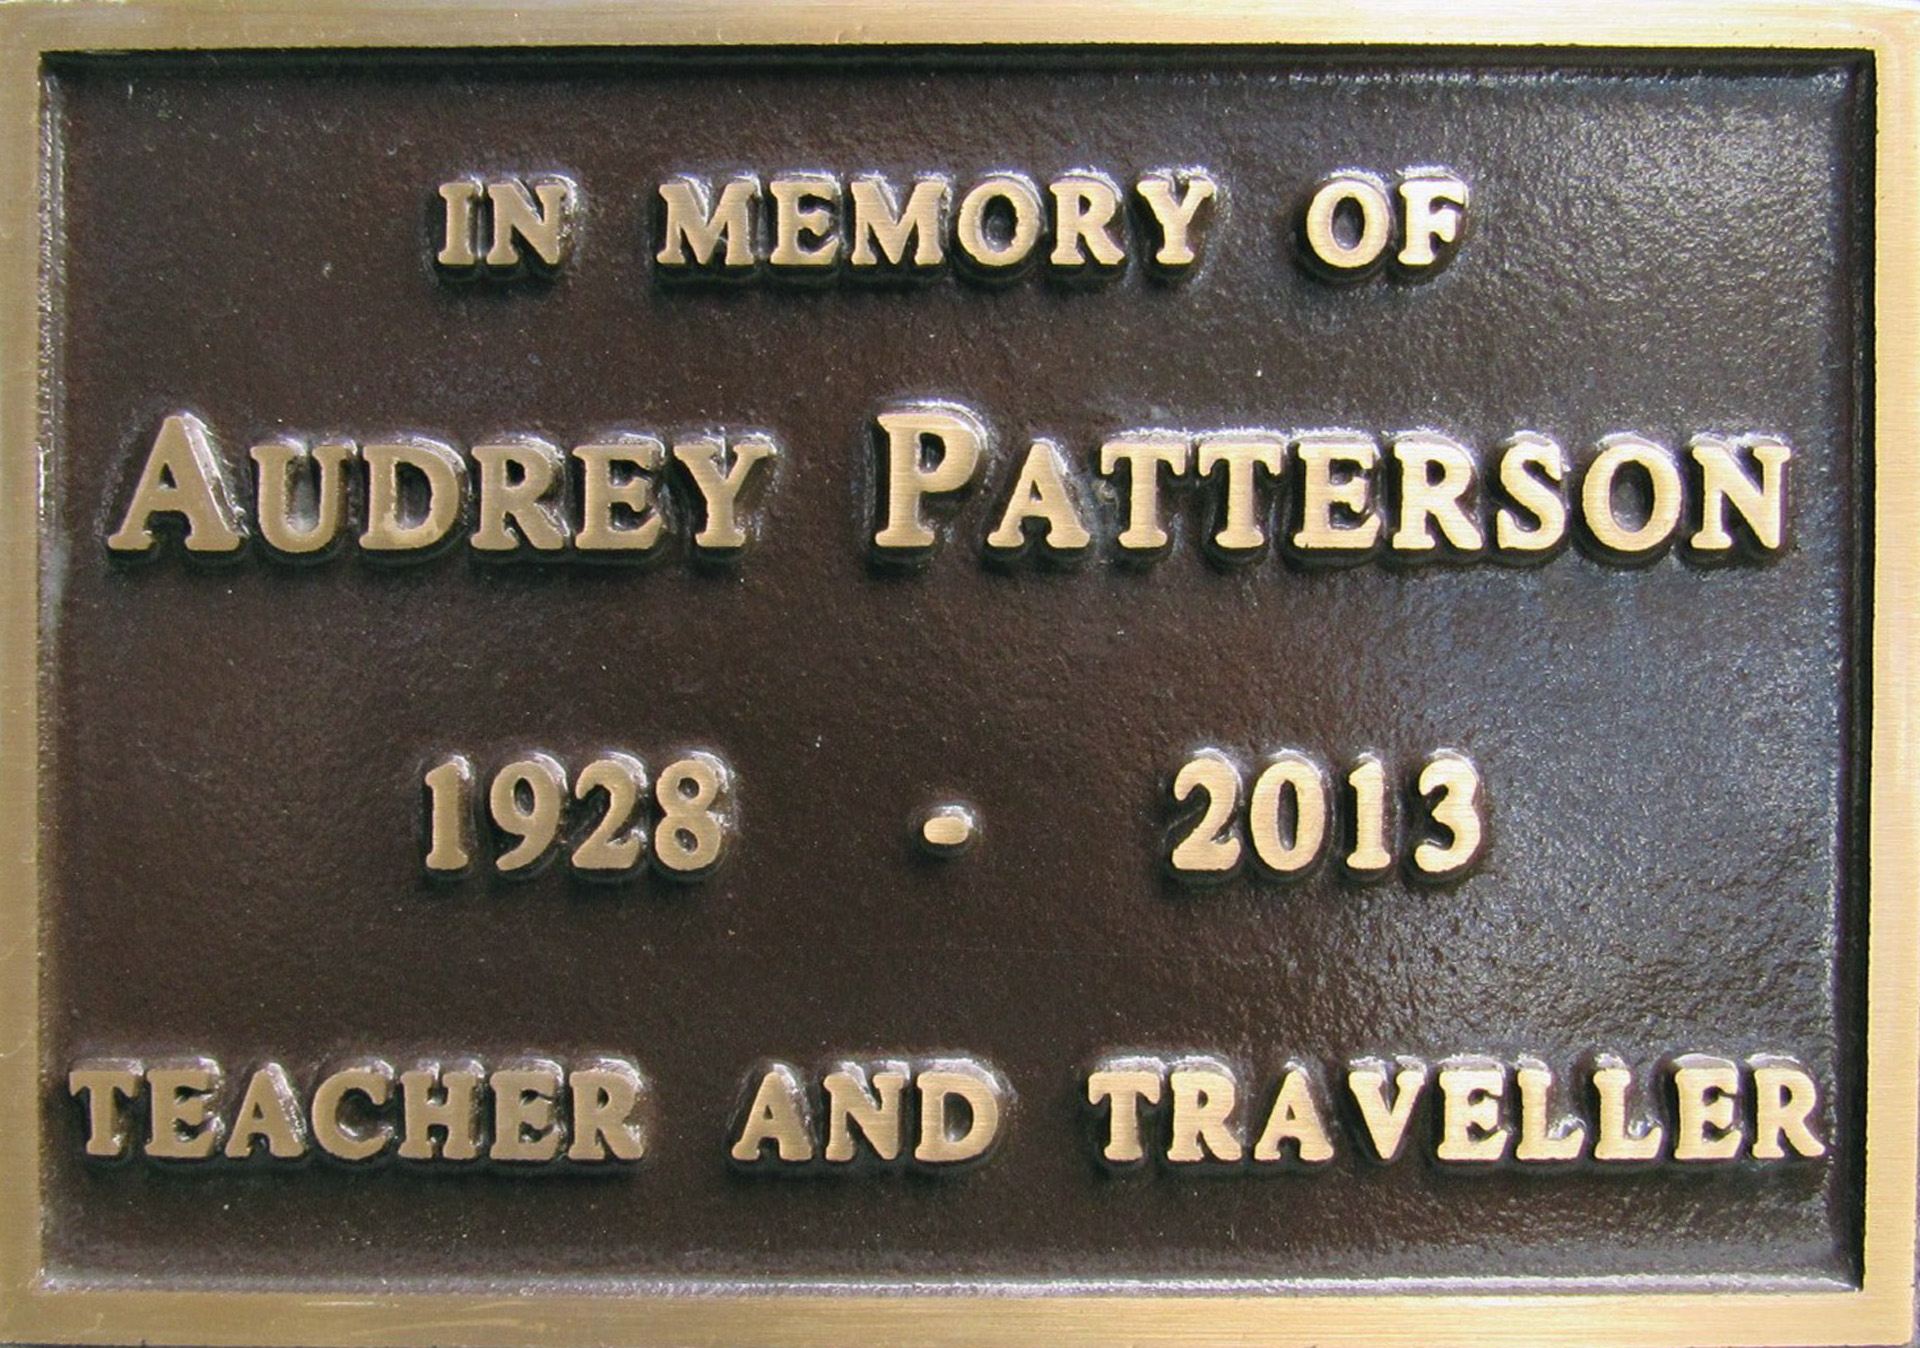 IN MEMORY OF
AUDREY PATTERSON
1928 - 2013
TEACHER AND TRAVELLER